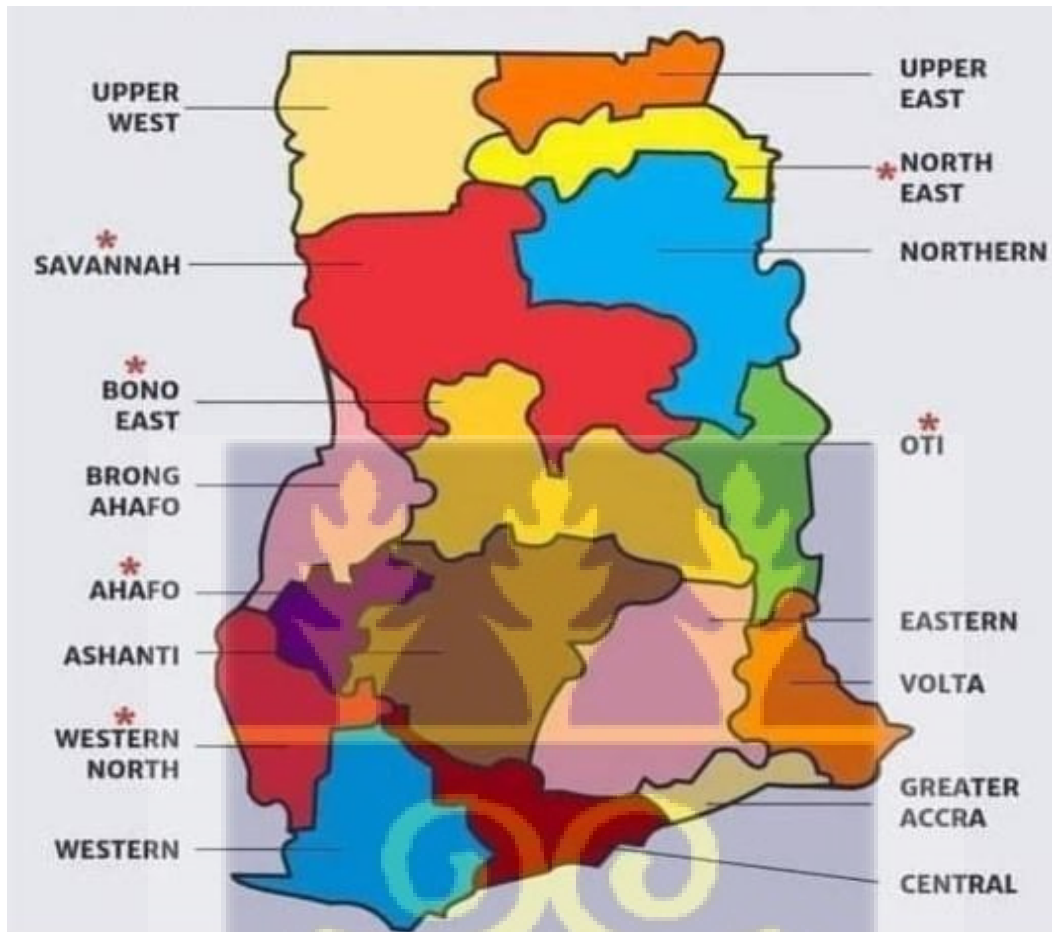 UPPER
WEST
*
SAVANNAH
*
BONO
EAST
BRONG
AHAFO
*
AHAFO
ASHANTI
*
WESTERN
NORTH
WESTERN
UPPER
EAST
* NORTH
EAST
NORTHERN
*
OTI
EASTERN
VOLTA
GREATER
ACCRA
CENTRAL